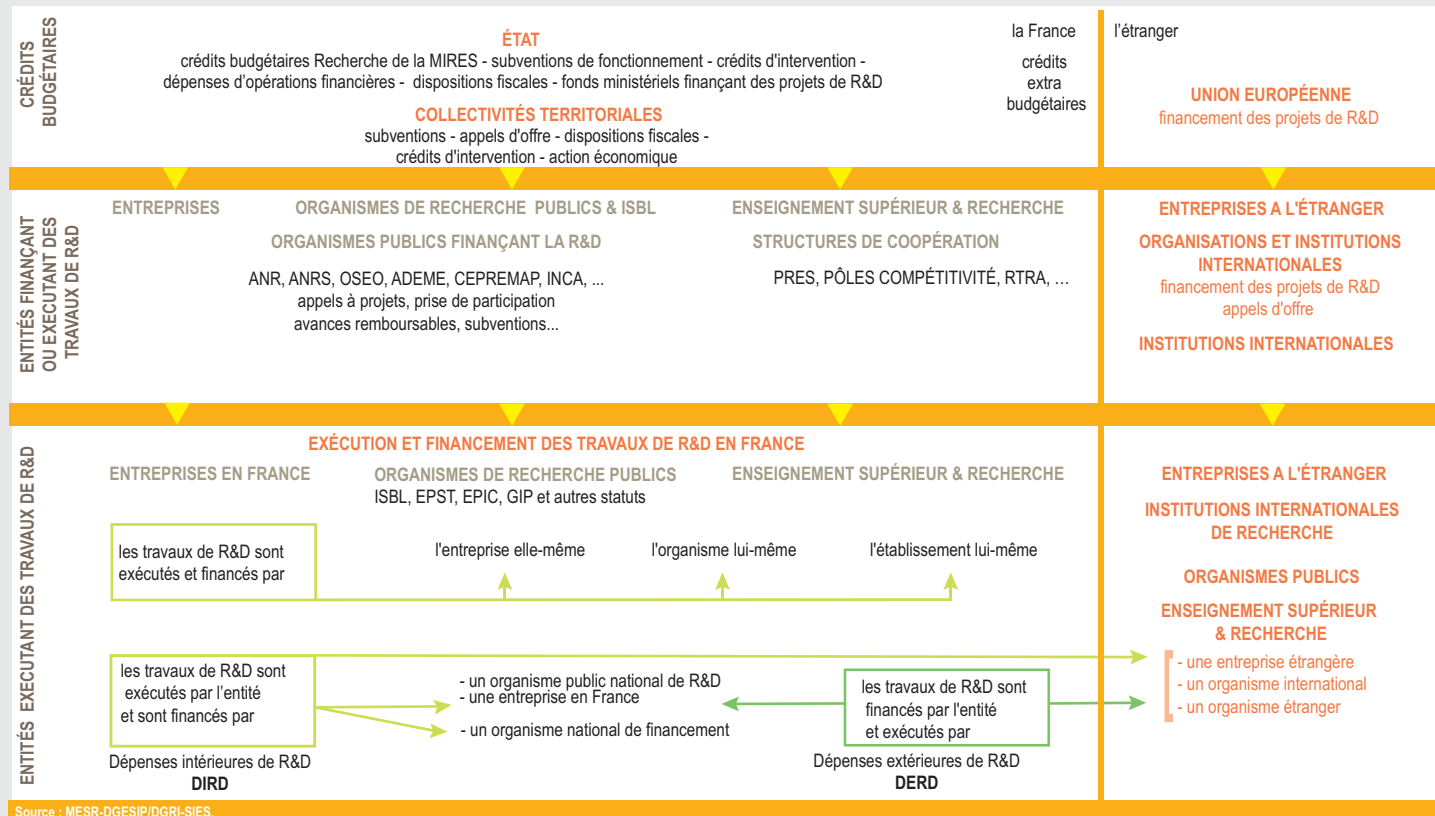 CRÉDITS
BUDGÉTAIRES
ÉTAT
crédits budgétaires Recherche de la MIRES - subventions de fonctionnement - crédits d'intervention -
dépenses d'opérations financières - dispositions fiscales - fonds ministériels finançant des projets de R&D
COLLECTIVITÉS TERRITORIALES
subventions - appels d'offre - dispositions fiscales -
crédits d'intervention - action économique
la France
crédits
extra
budgétaires
l'étranger
UNION EUROPÉENNE
financement des projets de R&D
ENTITÉS FINANÇANT
OU EXECUTANT DES
TRAVAUX DE R&D
ENTREPRISES
ORGANISMES DE RECHERCHE PUBLICS & ISBL
ENSEIGNEMENT SUPÉRIEUR & RECHERCHE
ORGANISMES PUBLICS FINANÇANT LA R&D
STRUCTURES DE COOPÉRATION
ANR, ANRS, OSEO, ADEME, CEPREMAP, INCA, ...
appels à projets, prise de participation
avances remboursables, subventions...
PRES, PÔLES COMPÉTITIVITÉ, RTRA, …
ENTREPRISES A L'ÉTRANGER
ORGANISATIONS ET INSTITUTIONS
INTERNATIONALES
financement des projets de R&D
appels d'offre
INSTITUTIONS INTERNATIONALES
ENTITÉS EXECUTANT DES TRAVAUX DE R&D
EXÉCUTION ET FINANCEMENT DES TRAVAUX DE R&D EN FRANCE
ENTREPRISES EN FRANCE
ORGANISMES DE RECHERCHE PUBLICS
ISBL, EPST, EPIC, GIP et autres statuts
ENSEIGNEMENT SUPÉRIEUR & RECHERCHE
les travaux de R&D sont
exécutés et financés par
l'entreprise elle-même
l'organisme lui-même
l'établissement lui-même
les travaux de R&D sont
exécutés par l'entité
et sont financés par
- un organisme public national de R&D
- une entreprise en France
- un organisme national de financement
les travaux de R&D sont
financés par l'entité
et exécutés par
Dépenses intérieures de R&D
DIRD
Dépenses extérieures de R&D
DERD
ENTREPRISES A L'ÉTRANGER
INSTITUTIONS INTERNATIONALES
DE RECHERCHE
ORGANISMES PUBLICS
ENSEIGNEMENT SUPÉRIEUR
& RECHERCHE
- une entreprise étrangère
- un organisme international
- un organisme étranger
Source : MESR-DGESIP/DGRI-SIES.